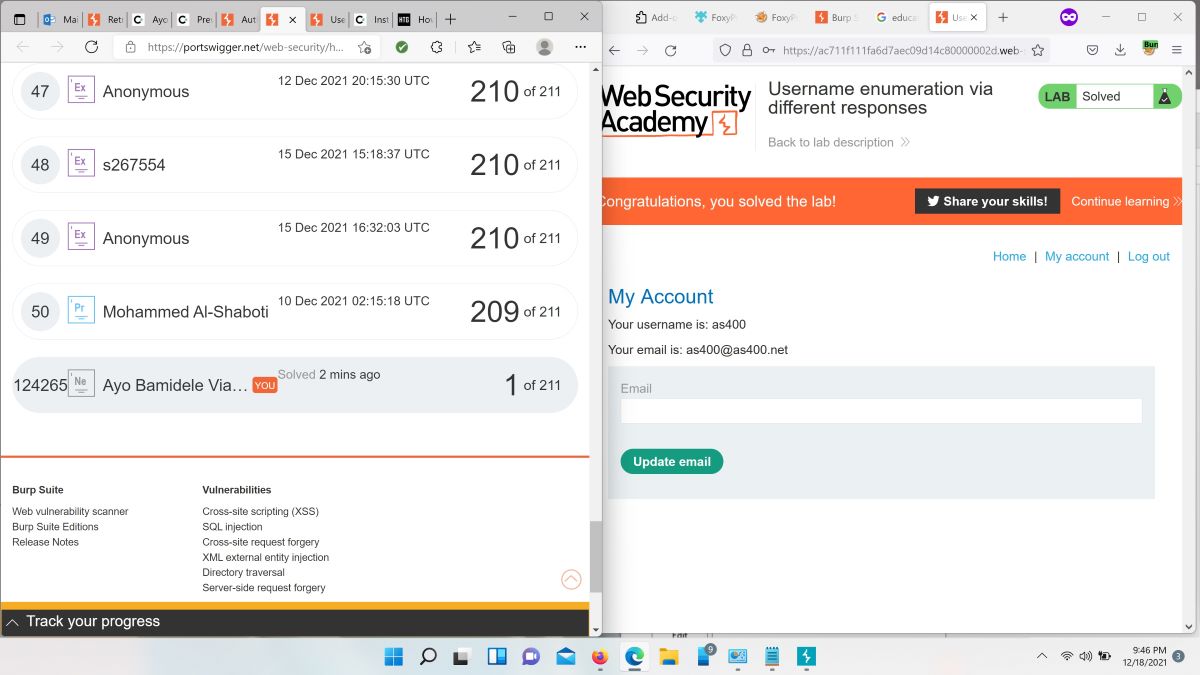 Mai
Ret
Ayo
Pre
Aut
Use
Inst
HTG
Hov
https://portswigger.net/web-security/h...
47 Ex Anonymous 12 Dec 2021 20:15:30 UTC 210 of 211
48 Ex s267554 15 Dec 2021 15:18:37 UTC 210 of 211
49 Ex Anonymous 15 Dec 2021 16:32:03 UTC 210 of 211
50 Pr Mohammed Al-Shaboti 10 Dec 2021 02:15:18 UTC 209 of 211
124265 Ne Ayo Bamidele Via... YOU Solved 2 mins ago 1 of 211
Burp Suite
Web vulnerability scanner
Burp Suite Editions
Release Notes
Vulnerabilities
Cross-site scripting (XSS)
SQL injection
Cross-site request forgery
XML external entity injection
Directory traversal
Server-side request forgery
Track your progress
Add-o
FoxyP
FoxyP
Burp S
educa
Use
https://ac711f111fa6d7aec09d14c80000002d.web-
Web Security
Academy
Username enumeration via
different responses
Back to lab description
LAB Solved
Congratulations, you solved the lab!
Share your skills!
Continue learning
Home | My account | Log out
My Account
Your username is: as400
Your email is: as400@as400.net
Email
Update email
Edit
9
9:46 PM
12/18/2021
3